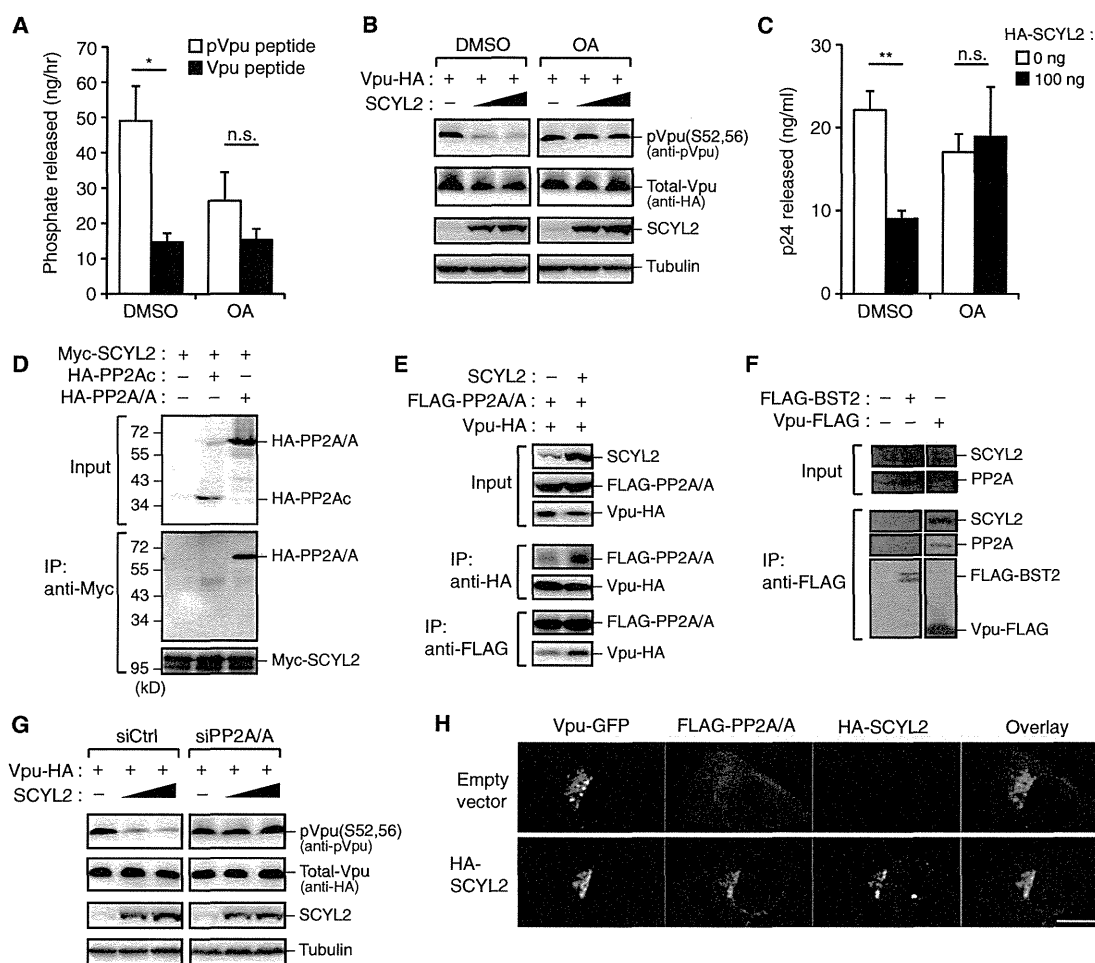 A
Phosphate released (ng/hr)
70
60
50
40
30
20
10
0
pVpu peptide
Vpu peptide
*
n.s.
DMSO
OA
B
DMSO
OA
Vpu-HA : + + + + + +
SCYL2 : – –
pVpu(S52,56)
(anti-pVpu)
Total-Vpu
(anti-HA)
SCYL2
Tubulin
C
HA-SCYL2 :
0 ng
100 ng
p24 released (ng/ml)
30
20
10
0
**
n.s.
DMSO
OA
D
Myc-SCYL2 : + + +
HA-PP2Ac : – + –
HA-PP2A/A : – – +
Input
72
55
43
34
HA-PP2A/A
HA-PP2Ac
IP:
anti-Myc
72
55
43
34
HA-PP2A/A
95
Myc-SCYL2
(kD)
E
SCYL2 : – +
FLAG-PP2A/A : + +
Vpu-HA : + +
Input
SCYL2
FLAG-PP2A/A
Vpu-HA
IP:
anti-HA
FLAG-PP2A/A
Vpu-HA
IP:
anti-FLAG
FLAG-PP2A/A
Vpu-HA
F
FLAG-BST2 : – + –
Vpu-FLAG : – – +
Input
SCYL2
PP2A
IP:
anti-FLAG
SCYL2
PP2A
FLAG-BST2
Vpu-FLAG
G
siCtrl
siPP2A/A
Vpu-HA : + + + + + +
SCYL2 : – –
pVpu(S52,56)
(anti-pVpu)
Total-Vpu
(anti-HA)
SCYL2
Tubulin
H
Vpu-GFP
FLAG-PP2A/A
HA-SCYL2
Overlay
Empty
vector
HA-
SCYL2